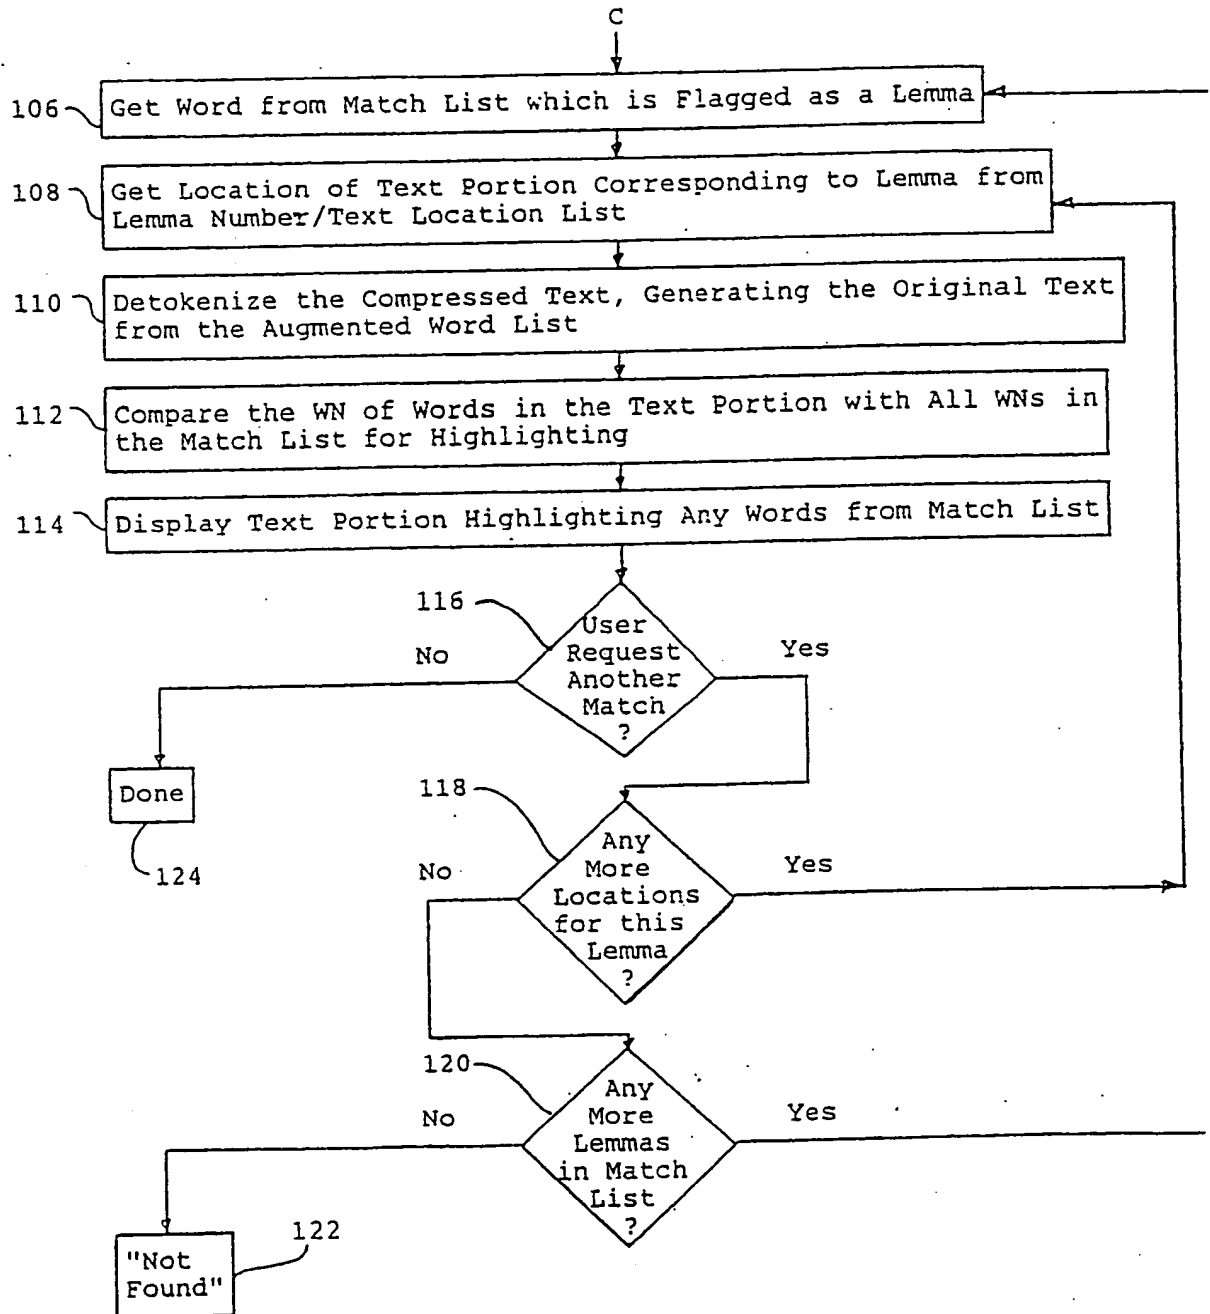 C
106
Get Word from Match List which is Flagged as a Lemma
108
Get Location of Text Portion Corresponding to Lemma from
Lemma Number/Text Location List
110
Detokenize the Compressed Text, Generating the Original Text
from the Augmented Word List
112
Compare the WN of Words in the Text Portion with All WNs in
the Match List for Highlighting
114
Display Text Portion Highlighting Any Words from Match List
116
User
Request
Another
Match
?
No
Yes
Done
124
118
Any
More
Locations
for this
Lemma
?
No
Yes
120
Any
More
Lemmas
in Match
List
?
No
Yes
"Not
Found"
122